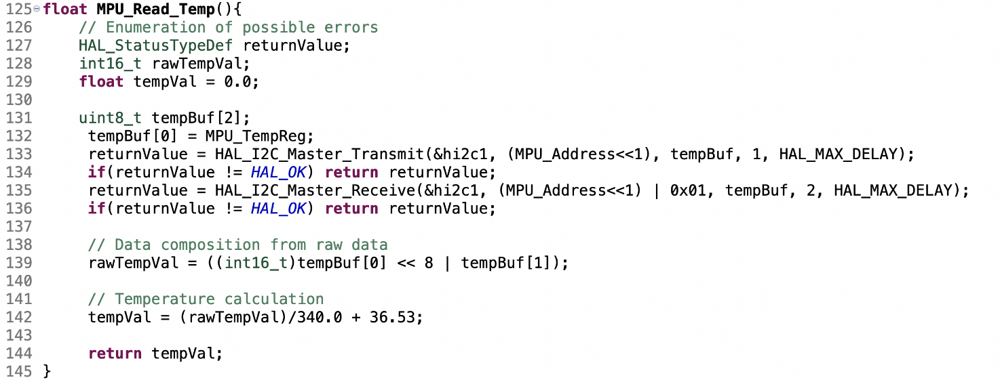 125 float MPU_Read_Temp(){
126     // Enumeration of possible errors
127     HAL_StatusTypeDef returnValue;
128     int16_t rawTempVal;
129     float tempVal = 0.0;
130
131     uint8_t tempBuf[2];
132      tempBuf[0] = MPU_TempReg;
133      returnValue = HAL_I2C_Master_Transmit(&hi2c1, (MPU_Address<<1), tempBuf, 1, HAL_MAX_DELAY);
134      if(returnValue != HAL_OK) return returnValue;
135      returnValue = HAL_I2C_Master_Receive(&hi2c1, (MPU_Address<<1) | 0x01, tempBuf, 2, HAL_MAX_DELAY);
136      if(returnValue != HAL_OK) return returnValue;
137
138      // Data composition from raw data
139      rawTempVal = ((int16_t)tempBuf[0] << 8 | tempBuf[1]);
140
141      // Temperature calculation
142      tempVal = (rawTempVal)/340.0 + 36.53;
143
144      return tempVal;
145 }